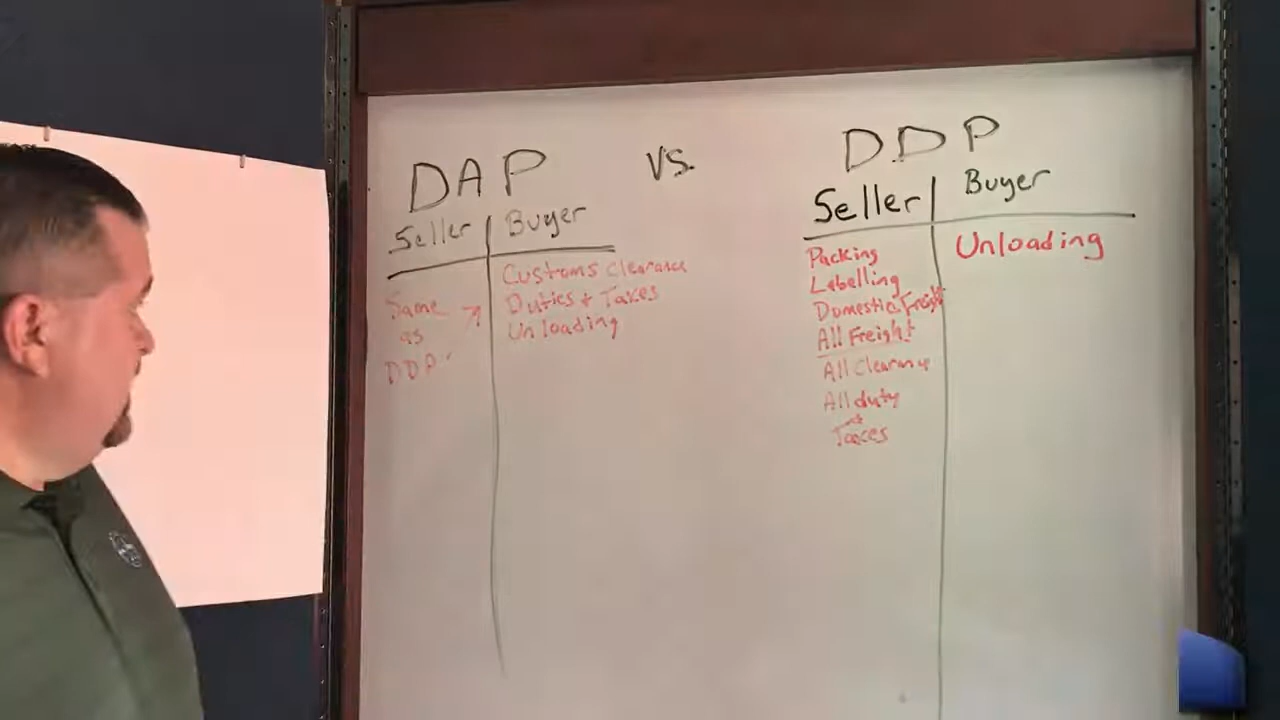 DAP vs. DDP
Seller Buyer
Customs Clearance
Duties + Taxes
Unloading
Same
as
DDP
Seller Buyer
Packing
Labelling
Domestic Freight
All Freight
All Clearance
All duty
+
Taxes
Unloading